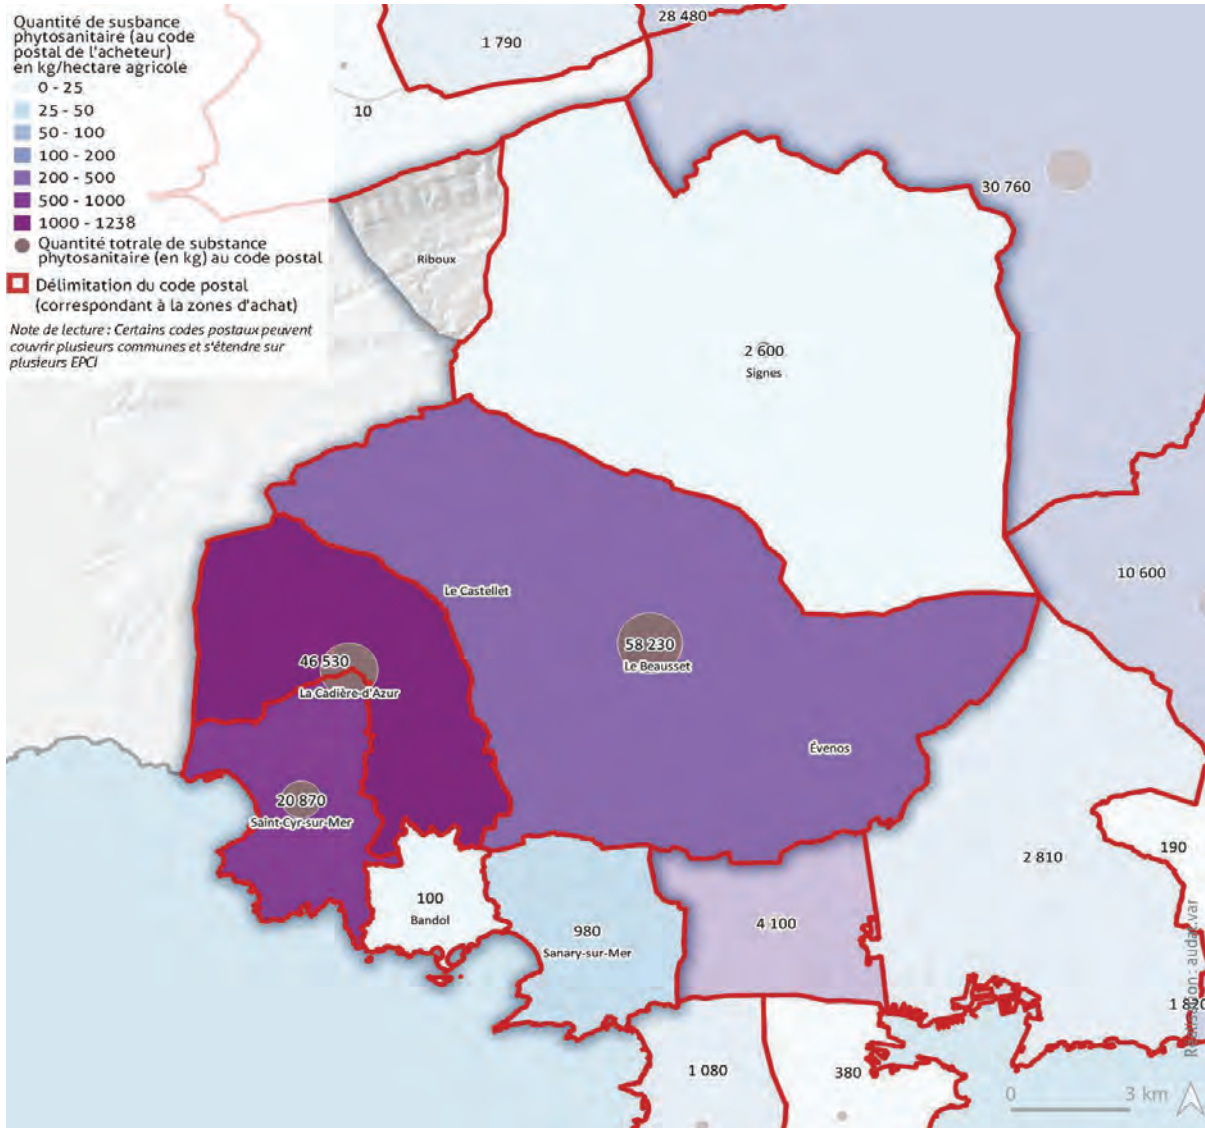 Quantité de susbance
phytosanitaire (au code
postal de l'acheteur)
en kg/hectare agricole
0 - 25
25 - 50
50 - 100
100 - 200
200 - 500
500 - 1000
1000 - 1238
Quantité totrale de substance
phytosanitaire (en kg) au code postal
Délimitation du code postal
(correspondant à la zones d'achat)
Note de lecture : Certains codes postaux peuvent
couvrir plusieurs communes et s'étendre sur
plusieurs EPCI
28 480
1 790
10
30 760
Riboux
2 600
Signes
10 600
Le Castellet
58 230
Le Beausset
46 530
La Cadière-d'Azur
Évenos
20 870
Saint-Cyr-sur-Mer
2 810
190
100
Bandol
980
Sanary-sur-Mer
4 100
1 820
1 080
380
Réalisation : audat.var
0 3 km